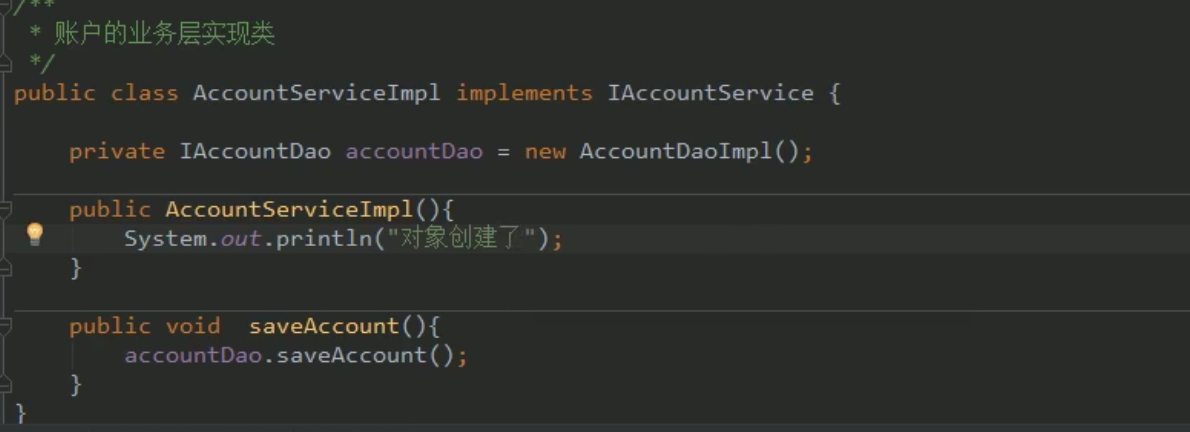 /**
 * 账户的业务层实现类
 */
public class AccountServiceImpl implements IAccountService {
    private IAccountDao accountDao = new AccountDaoImpl();
    public AccountServiceImpl(){
        System.out.println("对象创建了");
    }
    public void  saveAccount(){
        accountDao.saveAccount();
    }
}